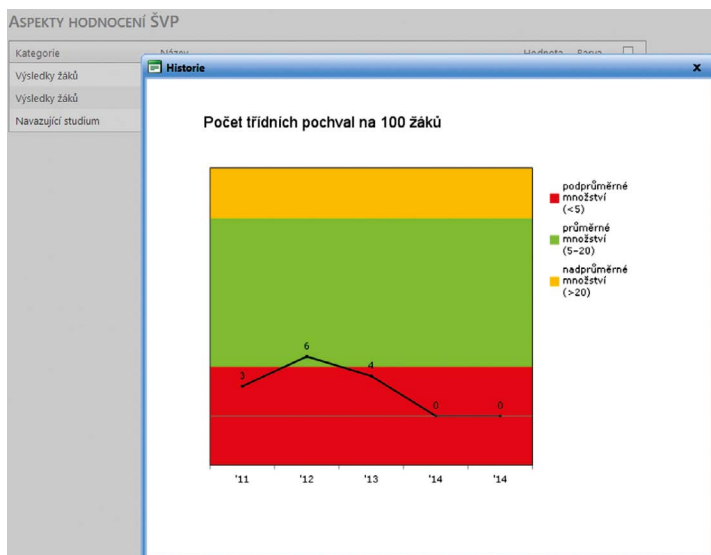 ASPEKTY HODNOCENÍ ŠVP
Kategorie Název Hodnota Barva
Výsledky žáků
Výsledky žáků
Navazující studium
Historie x
Počet třídních pochval na 100 žáků
podprůměrné
množství
(<5)
průměrné
množství
(5-20)
nadprůměrné
množství
(>20)
3
6
4
0
0
'11 '12 '13 '14 '14